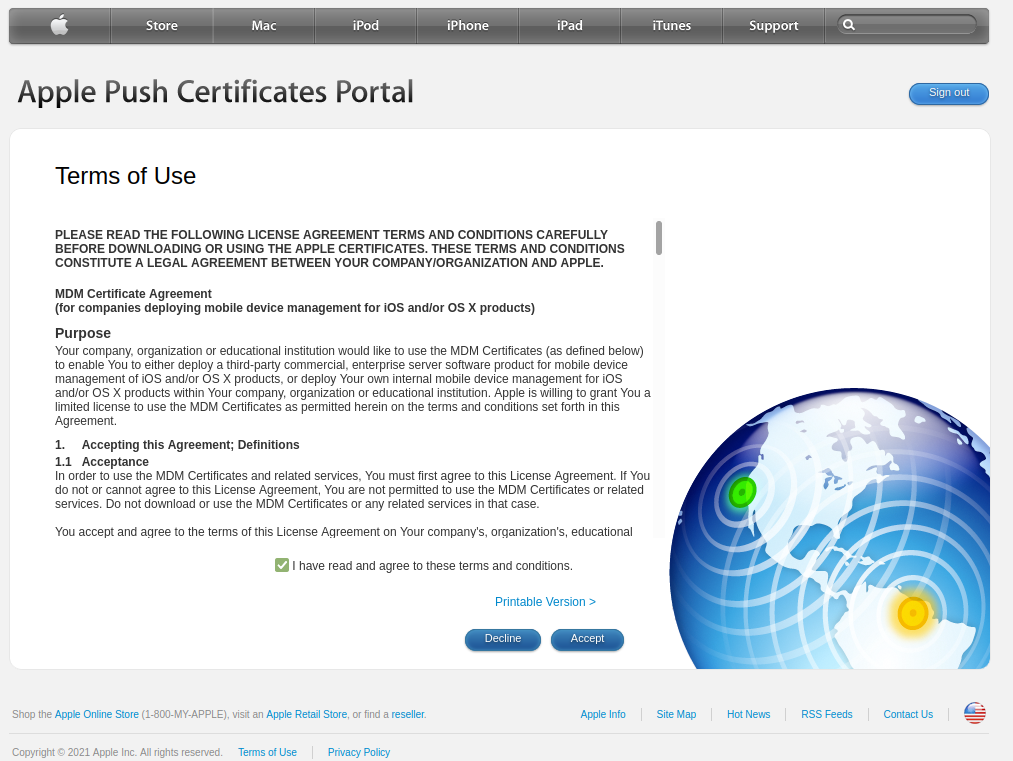 Store Mac iPod iPhone iPad iTunes Support
Apple Push Certificates Portal
Sign out
Terms of Use
PLEASE READ THE FOLLOWING LICENSE AGREEMENT TERMS AND CONDITIONS CAREFULLY
BEFORE DOWNLOADING OR USING THE APPLE CERTIFICATES. THESE TERMS AND CONDITIONS
CONSTITUTE A LEGAL AGREEMENT BETWEEN YOUR COMPANY/ORGANIZATION AND APPLE.
MDM Certificate Agreement
(for companies deploying mobile device management for iOS and/or OS X products)
Purpose
Your company, organization or educational institution would like to use the MDM Certificates (as defined below)
to enable You to either deploy a third-party commercial, enterprise server software product for mobile device
management of iOS and/or OS X products, or deploy Your own internal mobile device management for iOS
and/or OS X products within Your company, organization or educational institution. Apple is willing to grant You a
limited license to use the MDM Certificates as permitted herein on the terms and conditions set forth in this
Agreement.
1. Accepting this Agreement; Definitions
1.1 Acceptance
In order to use the MDM Certificates and related services, You must first agree to this License Agreement. If You
do not or cannot agree to this License Agreement, You are not permitted to use the MDM Certificates or related
services. Do not download or use the MDM Certificates or any related services in that case.
You accept and agree to the terms of this License Agreement on Your company's, organization's, educational
I have read and agree to these terms and conditions.
Printable Version >
Decline Accept
Shop the Apple Online Store (1-800-MY-APPLE), visit an Apple Retail Store, or find a reseller.
Apple Info Site Map Hot News RSS Feeds Contact Us
Copyright © 2021 Apple Inc. All rights reserved. Terms of Use Privacy Policy